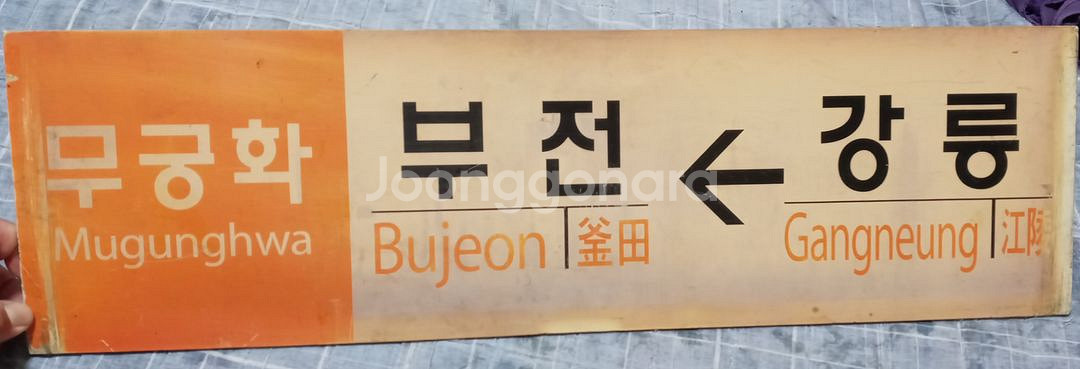 무궁화
Mugunghwa
부전 ← 강릉
Bujeon 釜田 Gangneung 江陵
Joonggonara